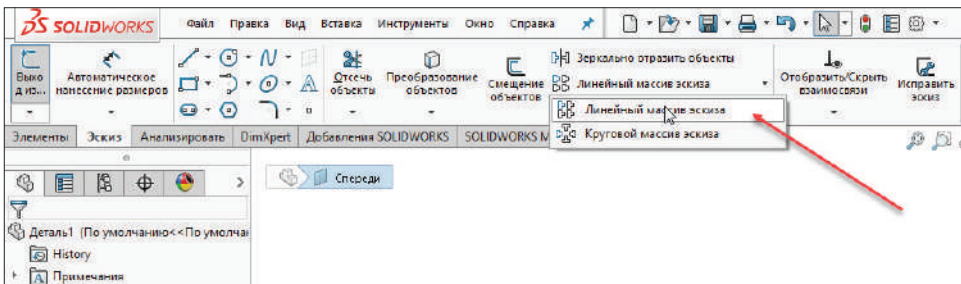 SOLIDWORKS Файл Правка Вид Вставка Инструменты Окно Справка
Выхо д из... Автоматическое нанесение размеров Отсечь объекты Преобразование объектов Смещение объектов Зеркально отразить объекты Отобразить/Скрыть взаимосвязи Исправить эскиз
Линейный массив эскиза
Линейный массив эскиза
Круговой массив эскиза
Элементы Эскиз Анализировать DimXpert Добавления SOLIDWORKS SOLIDWORKS M
Спереди
Деталь1 (По умолчанию<<По умолча
History
Примечания